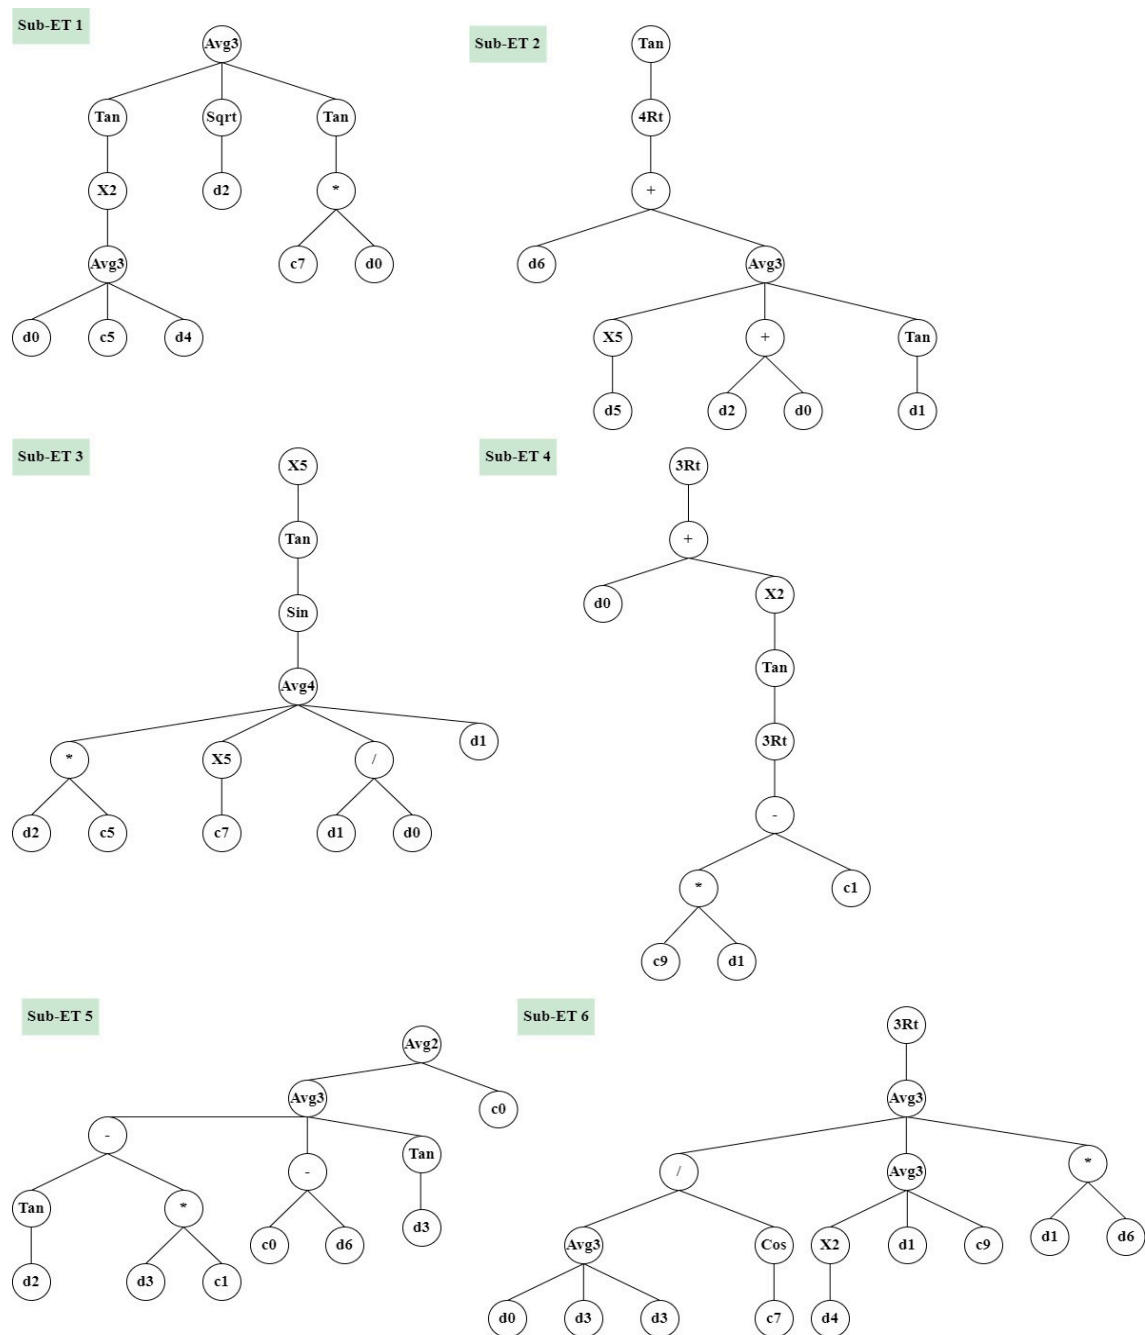 Sub-ET 1
Avg3
Tan Sqrt Tan
X2 d2 *
Avg3 c7 d0
d0 c5 d4
Sub-ET 2
Tan
4Rt
+
d6 Avg3
X5 + Tan
d5 d2 d0 d1
Sub-ET 3
X5
Tan
Sin
Avg4
* X5 / d1
d2 c5 c7 d1 d0
Sub-ET 4
3Rt
+
d0 X2
Tan
3Rt
-
* c1
c9 d1
Sub-ET 5
Avg2
Avg3 c0
- - Tan
Tan * c0 d6 d3
d2 d3 c1
Sub-ET 6
3Rt
Avg3
/ Avg3 *
Avg3 Cos X2 d1 c9 d1 d6
d0 d3 d3 c7 d4